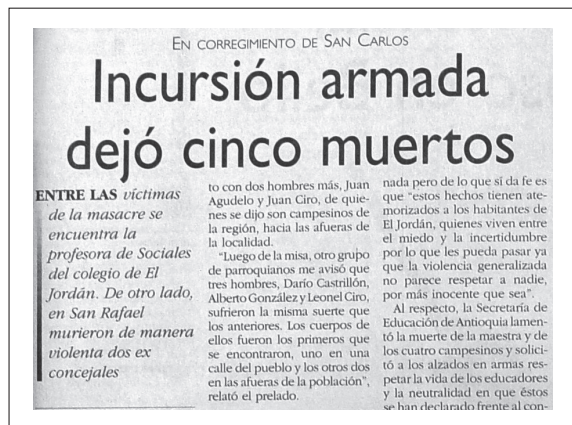 EN CORREGIMIENTO DE SAN CARLOS
Incursión armada
dejó cinco muertos
ENTRE LAS víctimas
de la masacre se
encuentra la
profesora de Sociales
del colegio de El
Jordán. De otro lado,
en San Rafael
murieron de manera
violenta dos ex
concejales
to con dos hombres más, Juan
Agudelo y Juan Ciro, de quie-
nes se dijo son campesinos de
la región, hacia las afueras de
la localidad.
"Luego de la misa, otro grupo
de parroquianos me avisó que
tres hombres, Darío Castrillón,
Alberto González y Leonel Ciro,
sufrieron la misma suerte que
los anteriores. Los cuerpos de
ellos fueron los primeros que
se encontraron, uno en una
calle del pueblo y los otros dos
en las afueras de la población",
relató el prelado.
nada pero de lo que sí da fe es
que "estos hechos tienen ate-
morizados a los habitantes de
El Jordán, quienes viven entre
el miedo y la incertidumbre
por lo que les pueda pasar ya
que la violencia generalizada
no parece respetar a nadie,
por más inocente que sea".
Al respecto, la Secretaría de
Educación de Antioquia lamen-
tó la muerte de la maestra y de
los cuatro campesinos y solici-
tó a los alzados en armas res-
petar la vida de los educadores
y la neutralidad en que éstos
se han declarado frente al con-